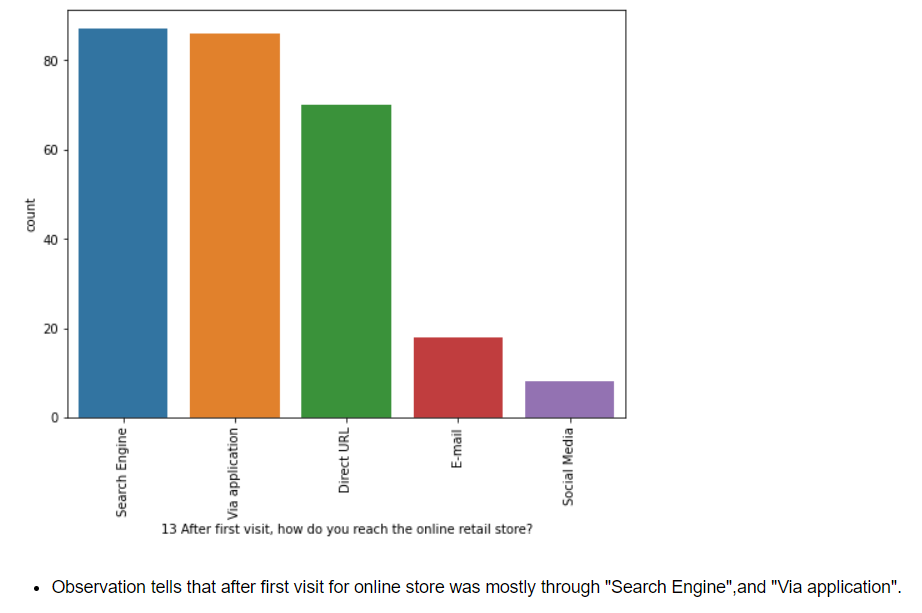 80
60
40
20
0
count
Search Engine
Via application
Direct URL
E-mail
Social Media
13 After first visit, how do you reach the online retail store?
• Observation tells that after first visit for online store was mostly through "Search Engine",and "Via application".